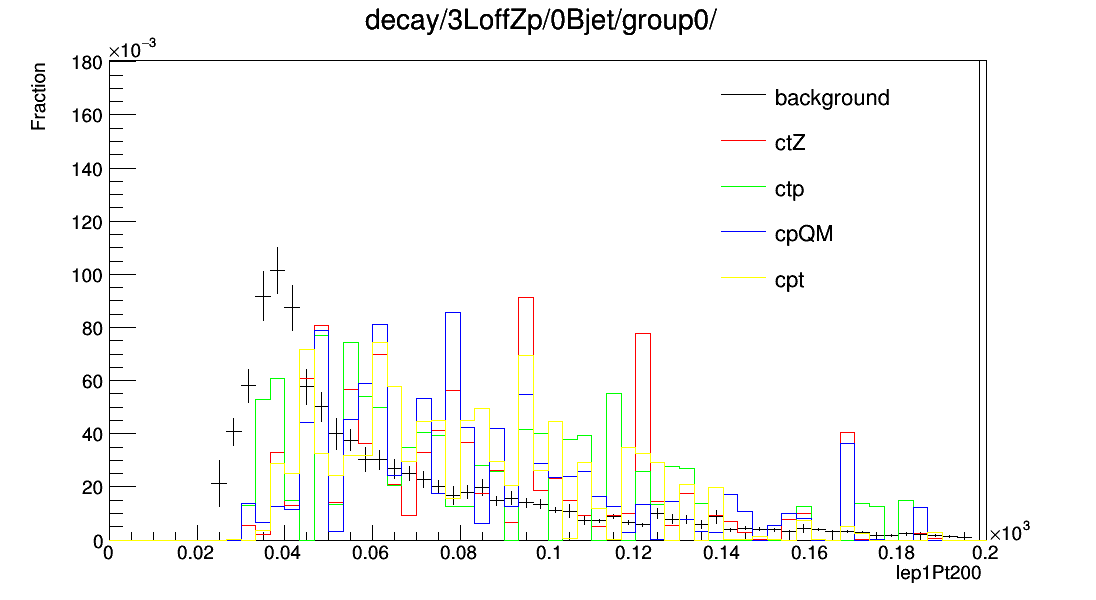 decay/3LoffZp/0Bjet/group0/
×10⁻³
Fraction
180
160
140
120
100
80
60
40
20
0
background
ctZ
ctp
cpQM
cpt
0 0.02 0.04 0.06 0.08 0.1 0.12 0.14 0.16 0.18 0.2
×10³
lep1Pt200